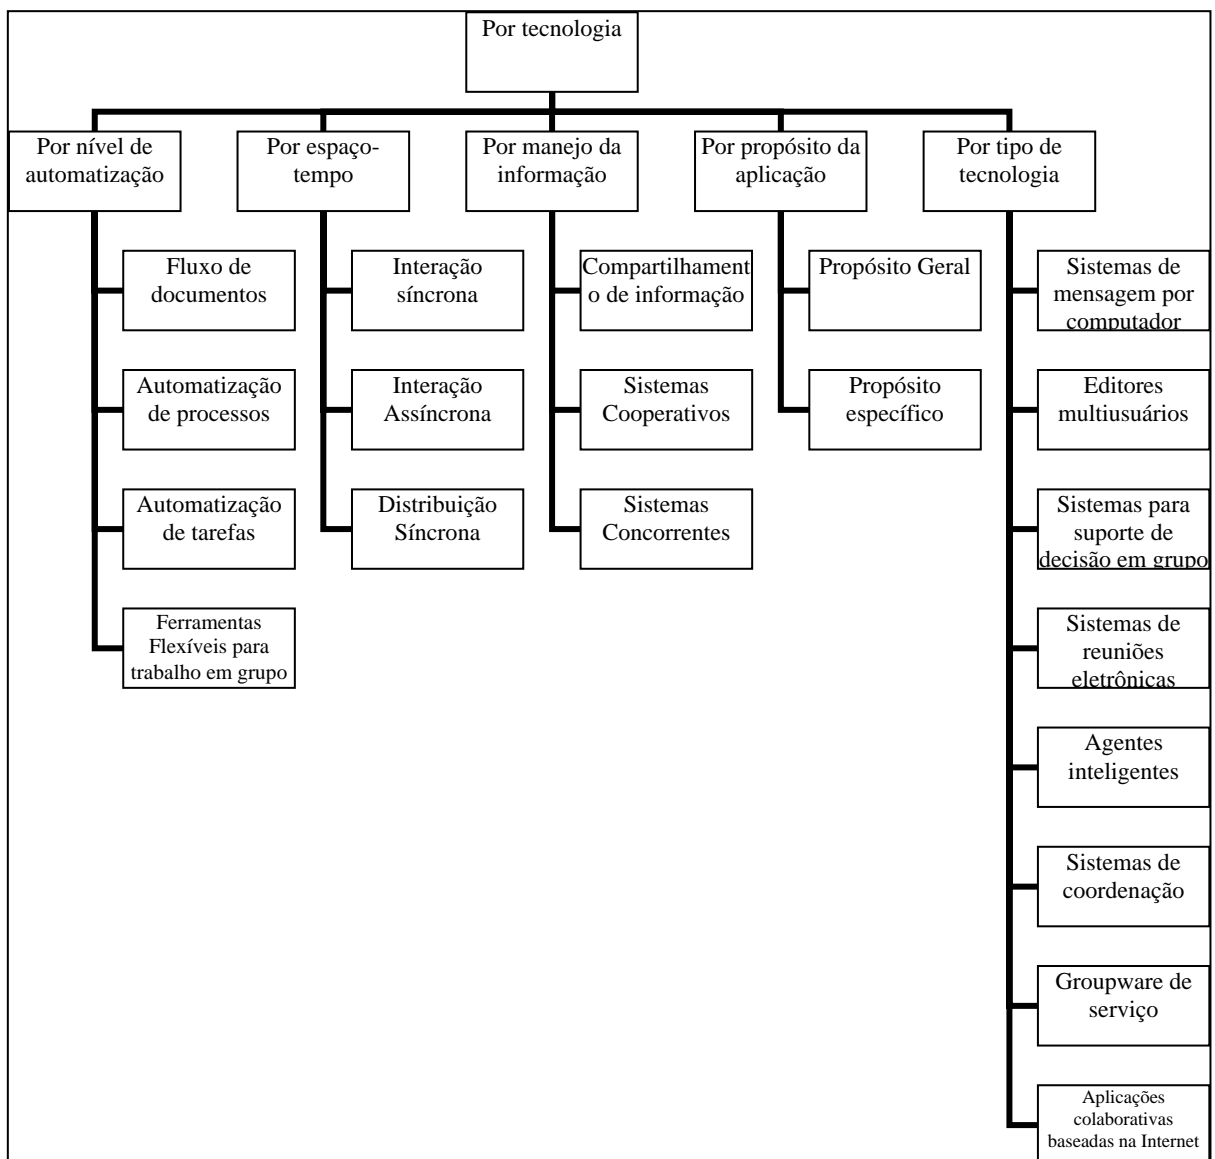 Por tecnologia
Por nível de
automatização
Por espaço-
tempo
Por manejo da
informação
Por propósito da
aplicação
Por tipo de
tecnologia
Fluxo de
documentos
Automatização
de processos
Automatização
de tarefas
Ferramentas
Flexíveis para
trabalho em grupo
Interação
síncrona
Interação
Assíncrona
Distribuição
Síncrona
Compartilhament
o de informação
Sistemas
Cooperativos
Sistemas
Concorrentes
Propósito Geral
Propósito
específico
Sistemas de
mensagem por
computador
Editores
multiusuários
Sistemas para
suporte de
decisão em grupo
Sistemas de
reuniões
eletrônicas
Agentes
inteligentes
Sistemas de
coordenação
Groupware de
serviço
Aplicações
colaborativas
baseadas na Internet